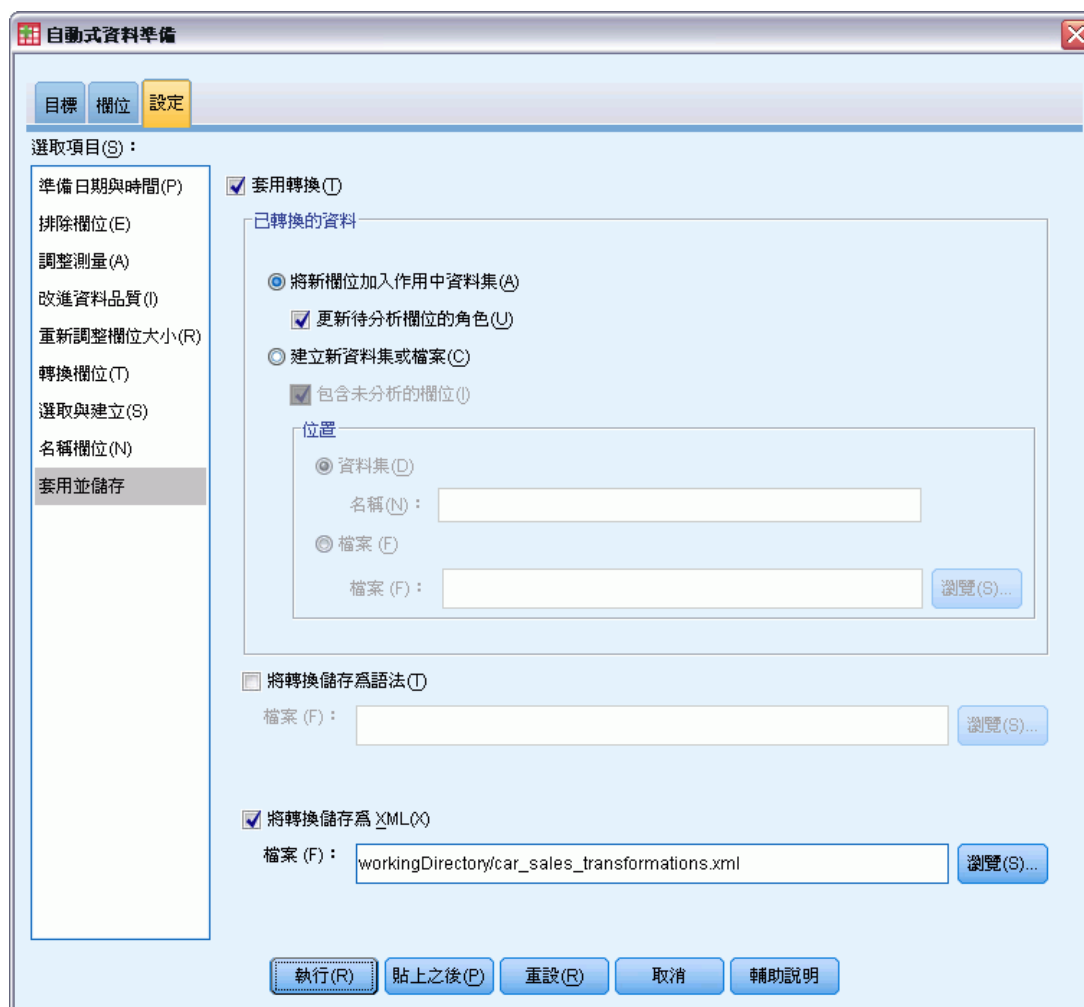 自動式資料準備
目標 欄位 設定
選取項目(S)：
準備日期與時間(P)
排除欄位(E)
調整測量(A)
改進資料品質(I)
重新調整欄位大小(R)
轉換欄位(T)
選取與建立(S)
名稱欄位(N)
套用並儲存
套用轉換(T)
已轉換的資料
將新欄位加入作用中資料集(A)
更新待分析欄位的角色(U)
建立新資料集或檔案(C)
包含未分析的欄位(I)
位置
資料集(D)
名稱(N)：
檔案 (F)
檔案 (F)： 瀏覽(S)...
將轉換儲存爲語法(T)
檔案 (F)： 瀏覽(S)...
將轉換儲存爲 XML(X)
檔案 (F)： workingDirectory/car_sales_transformations.xml 瀏覽(S)...
執行(R) 貼上之後(P) 重設(R) 取消 輔助說明